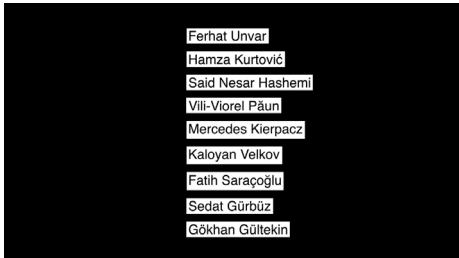 Ferhat Unvar
Hamza Kurtović
Said Nesar Hashemi
Vili-Viorel Păun
Mercedes Kierpacz
Kaloyan Velkov
Fatih Saraçoğlu
Sedat Gürbüz
Gökhan Gültekin